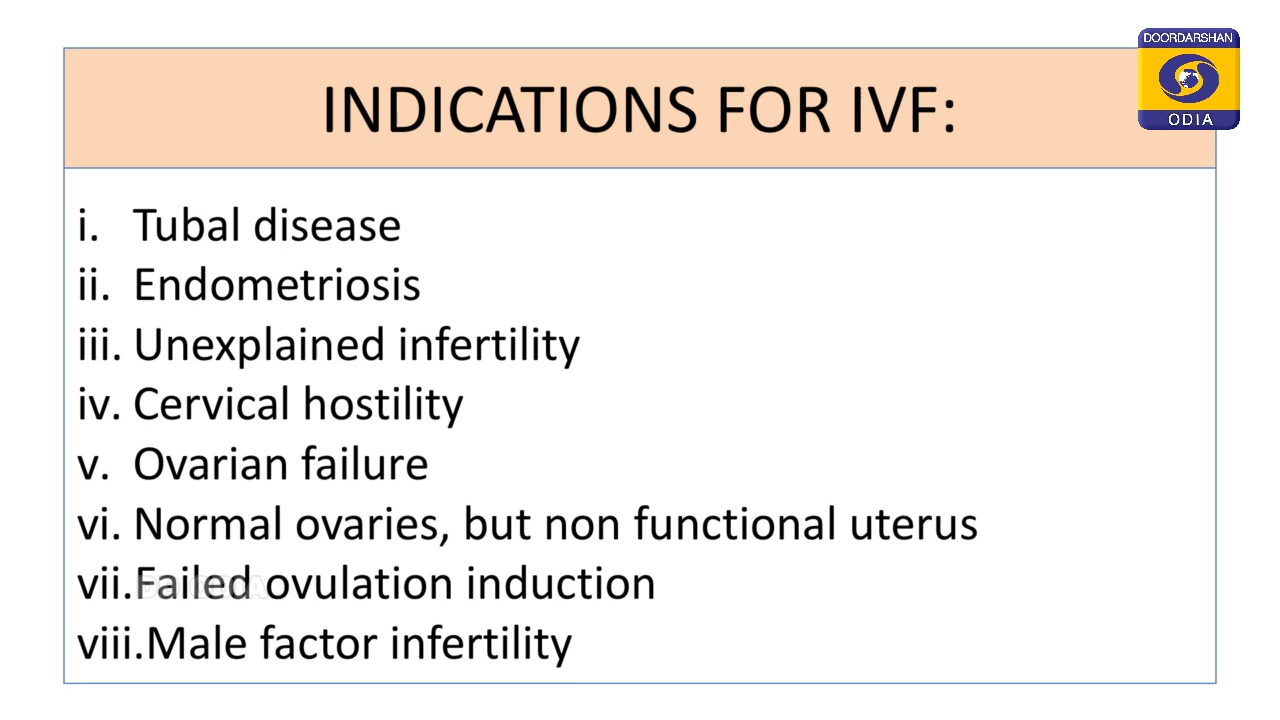 DOORDARSHAN
ODIA
INDICATIONS FOR IVF:
i. Tubal disease
ii. Endometriosis
iii. Unexplained infertility
iv. Cervical hostility
v. Ovarian failure
vi. Normal ovaries, but non functional uterus
vii.Failed ovulation induction
viii.Male factor infertility